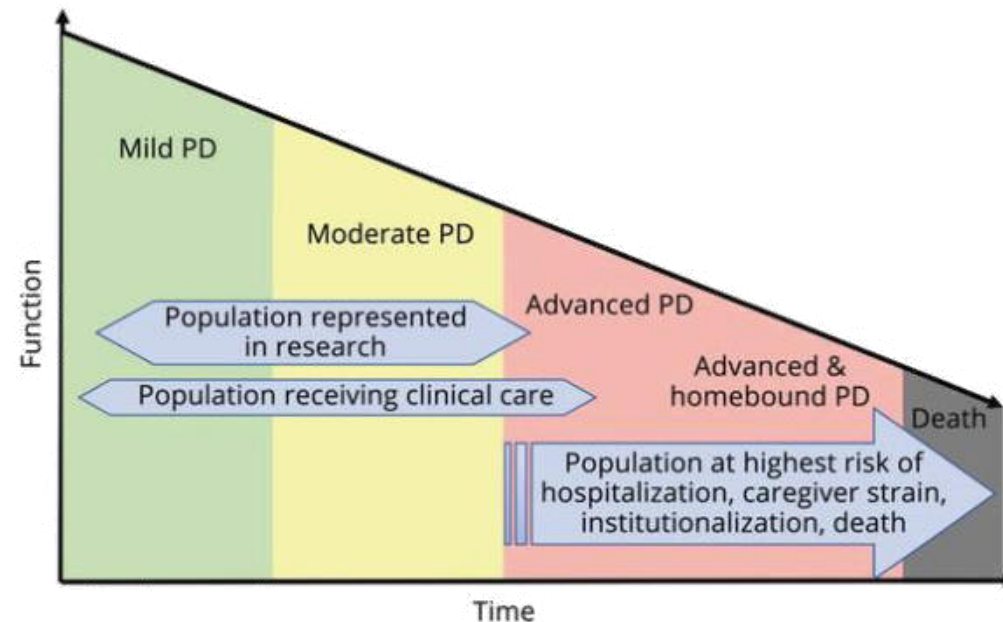 Mild PD
Moderate PD
Advanced PD
Population represented
in research
Advanced &
homebound PD
Population receiving clinical care
Death
Population at highest risk of
hospitalization, caregiver strain,
institutionalization, death
Function
Time